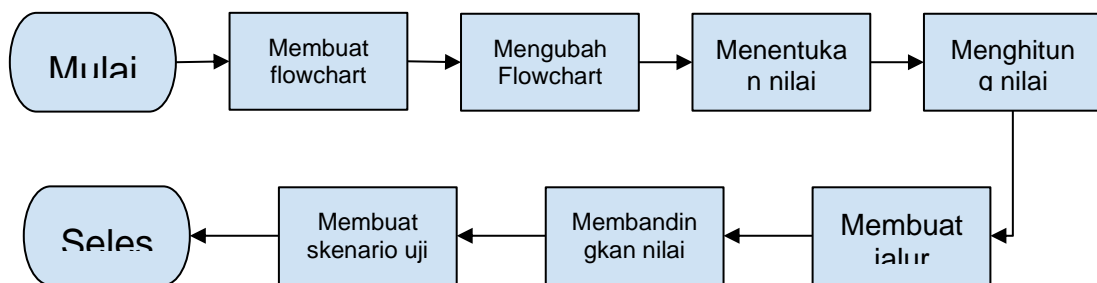 Mulai
Membuat
flowchart
Mengubah
Flowchart
Menentuka
n nilai
Menghitun
g nilai
Membuat
jalur
Membandin
gkan nilai
Membuat
skenario uji
Seles